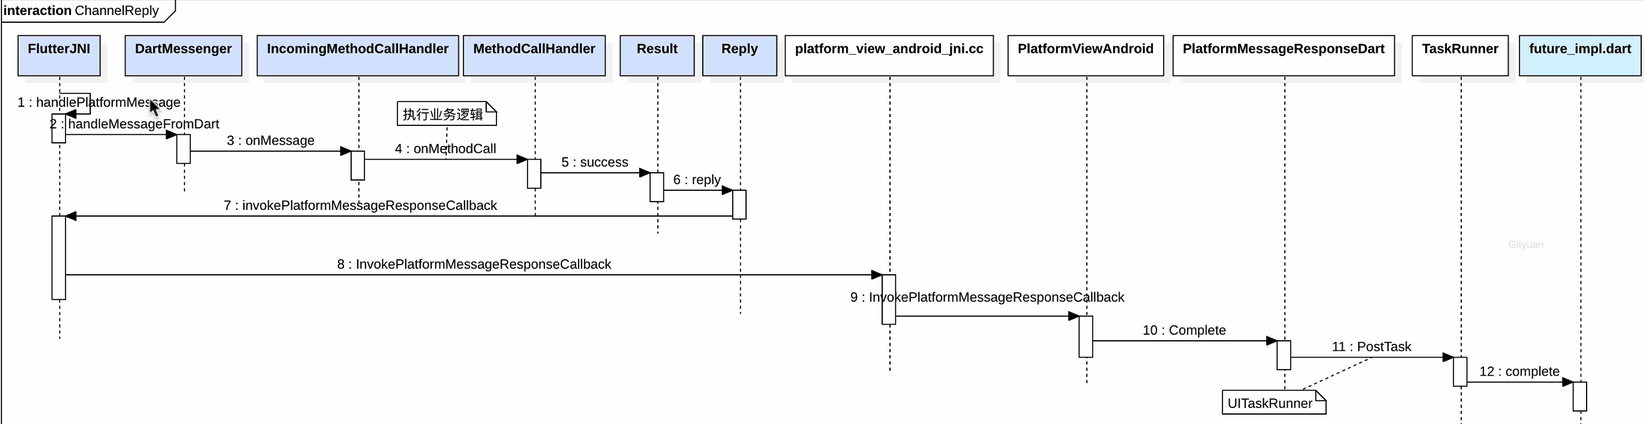 interaction ChannelReply
FlutterJNI
DartMessenger
IncomingMethodCallHandler
MethodCallHandler
Result
Reply
platform_view_android_jni.cc
PlatformViewAndroid
PlatformMessageResponseDart
TaskRunner
future_impl.dart
1 : handlePlatformMessage
执行业务逻辑
2 : handleMessageFromDart
3 : onMessage
4 : onMethodCall
5 : success
6 : reply
7 : invokePlatformMessageResponseCallback
Gityuan
8 : InvokePlatformMessageResponseCallback
9 : InvokePlatformMessageResponseCallback
10 : Complete
11 : PostTask
12 : complete
UITaskRunner